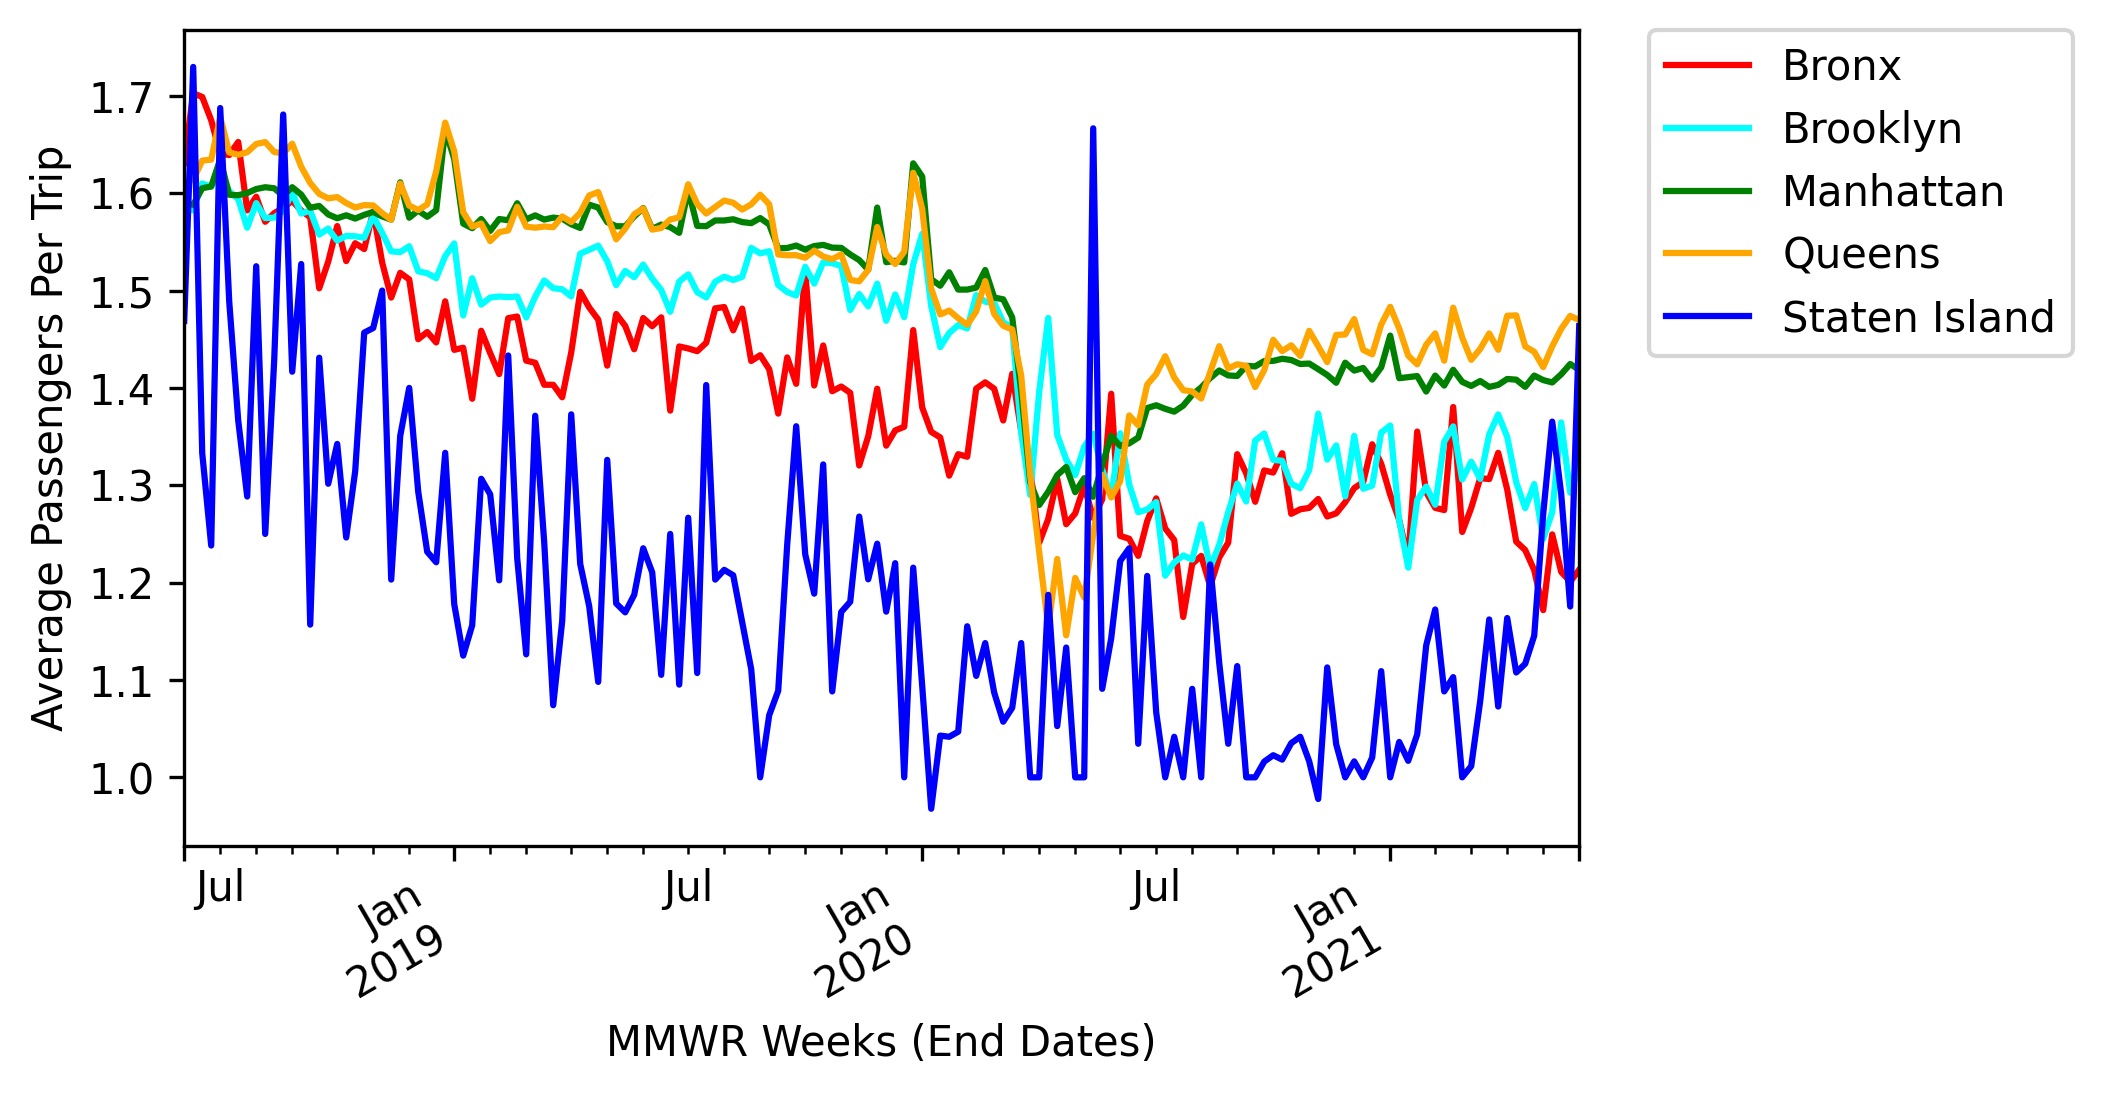 Average Passengers Per Trip
1.7
1.6
1.5
1.4
1.3
1.2
1.1
1.0
Jul
Jan
2019
Jul
Jan
2020
Jul
Jan
2021
MMWR Weeks (End Dates)
Bronx
Brooklyn
Manhattan
Queens
Staten Island